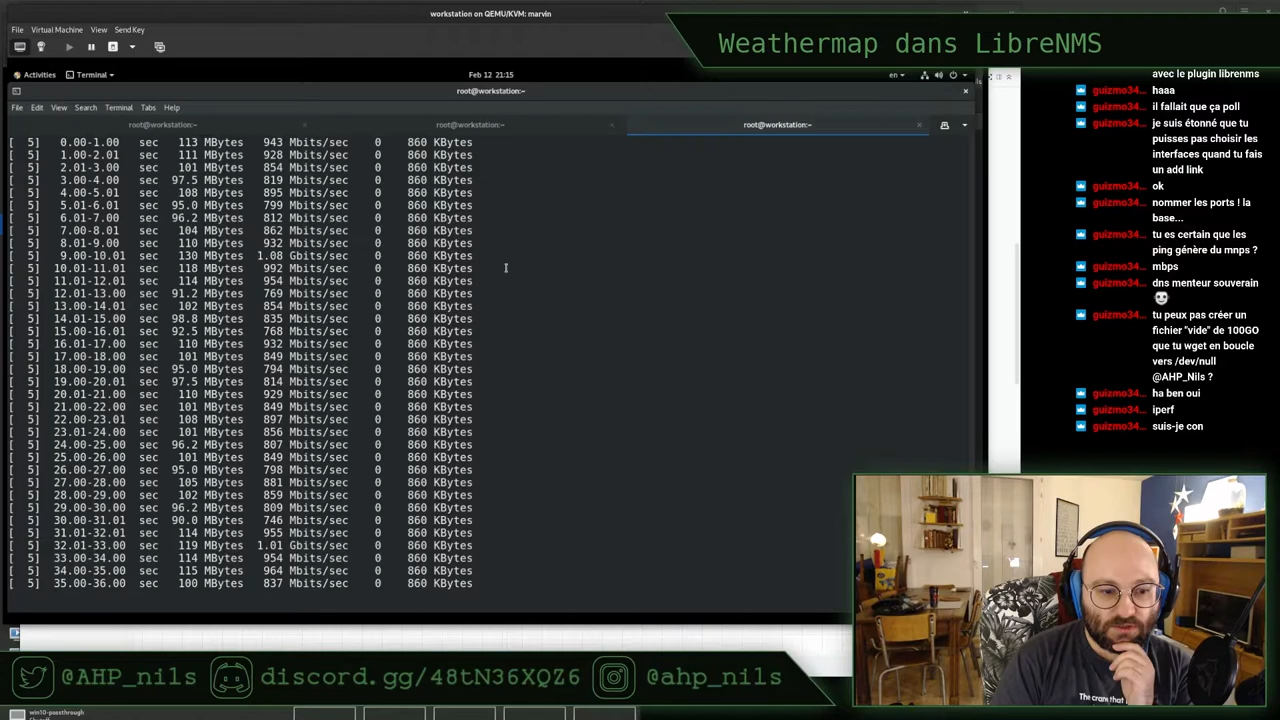 workstation on QEMU/KVM: marvin
File Virtual Machine View Send Key
Weathermap dans LibreNMS
Activities Terminal Feb 12 21:15 en
root@workstation:~
File Edit View Search Terminal Tabs Help
root@workstation:~ root@workstation:~ root@workstation:~
[ 5] 0.00-1.00 sec 113 MBytes 943 Mbits/sec 0 860 KBytes
[ 5] 1.00-2.01 sec 111 MBytes 928 Mbits/sec 0 860 KBytes
[ 5] 2.01-3.00 sec 101 MBytes 854 Mbits/sec 0 860 KBytes
[ 5] 3.00-4.00 sec 97.5 MBytes 819 Mbits/sec 0 860 KBytes
[ 5] 4.00-5.01 sec 108 MBytes 895 Mbits/sec 0 860 KBytes
[ 5] 5.01-6.01 sec 95.0 MBytes 799 Mbits/sec 0 860 KBytes
[ 5] 6.01-7.00 sec 96.2 MBytes 812 Mbits/sec 0 860 KBytes
[ 5] 7.00-8.01 sec 104 MBytes 862 Mbits/sec 0 860 KBytes
[ 5] 8.01-9.00 sec 110 MBytes 932 Mbits/sec 0 860 KBytes
[ 5] 9.00-10.01 sec 130 MBytes 1.08 Gbits/sec 0 860 KBytes
[ 5] 10.01-11.01 sec 118 MBytes 992 Mbits/sec 0 860 KBytes
[ 5] 11.01-12.01 sec 114 MBytes 954 Mbits/sec 0 860 KBytes
[ 5] 12.01-13.00 sec 91.2 MBytes 769 Mbits/sec 0 860 KBytes
[ 5] 13.00-14.01 sec 102 MBytes 854 Mbits/sec 0 860 KBytes
[ 5] 14.01-15.00 sec 98.8 MBytes 835 Mbits/sec 0 860 KBytes
[ 5] 15.00-16.01 sec 92.5 MBytes 768 Mbits/sec 0 860 KBytes
[ 5] 16.01-17.00 sec 110 MBytes 932 Mbits/sec 0 860 KBytes
[ 5] 17.00-18.00 sec 101 MBytes 849 Mbits/sec 0 860 KBytes
[ 5] 18.00-19.00 sec 95.0 MBytes 794 Mbits/sec 0 860 KBytes
[ 5] 19.00-20.01 sec 97.5 MBytes 814 Mbits/sec 0 860 KBytes
[ 5] 20.01-21.00 sec 110 MBytes 929 Mbits/sec 0 860 KBytes
[ 5] 21.00-22.00 sec 101 MBytes 849 Mbits/sec 0 860 KBytes
[ 5] 22.00-23.01 sec 108 MBytes 897 Mbits/sec 0 860 KBytes
[ 5] 23.01-24.00 sec 101 MBytes 856 Mbits/sec 0 860 KBytes
[ 5] 24.00-25.00 sec 96.2 MBytes 807 Mbits/sec 0 860 KBytes
[ 5] 25.00-26.00 sec 101 MBytes 849 Mbits/sec 0 860 KBytes
[ 5] 26.00-27.00 sec 95.0 MBytes 798 Mbits/sec 0 860 KBytes
[ 5] 27.00-28.00 sec 105 MBytes 881 Mbits/sec 0 860 KBytes
[ 5] 28.00-29.00 sec 102 MBytes 859 Mbits/sec 0 860 KBytes
[ 5] 29.00-30.00 sec 96.2 MBytes 809 Mbits/sec 0 860 KBytes
[ 5] 30.00-31.01 sec 90.0 MBytes 746 Mbits/sec 0 860 KBytes
[ 5] 31.01-32.01 sec 114 MBytes 955 Mbits/sec 0 860 KBytes
[ 5] 32.01-33.00 sec 119 MBytes 1.01 Gbits/sec 0 860 KBytes
[ 5] 33.00-34.00 sec 114 MBytes 954 Mbits/sec 0 860 KBytes
[ 5] 34.00-35.00 sec 115 MBytes 964 Mbits/sec 0 860 KBytes
[ 5] 35.00-36.00 sec 100 MBytes 837 Mbits/sec 0 860 KBytes
avec le plugin librenms
guizmo34... haaa
guizmo34... il fallait que ça poll
guizmo34... je suis étonné que tu
puisses pas choisir les
interfaces quand tu fais
un add link
guizmo34... ok
guizmo34... nommer les ports ! la
base...
guizmo34... tu es certain que les
ping génère du mnps ?
guizmo34... mbps
guizmo34... dns menteur souverain
guizmo34... tu peux pas créer un
fichier "vide" de 100GO
que tu wget en boucle
vers /dev/null
@AHP_Nils ?
guizmo34... ha ben oui
guizmo34... iperf
guizmo34... suis-je con
The crane that
@AHP_nils discord.gg/48tN36XQZ6 @ahp_nils
win10-passthrough